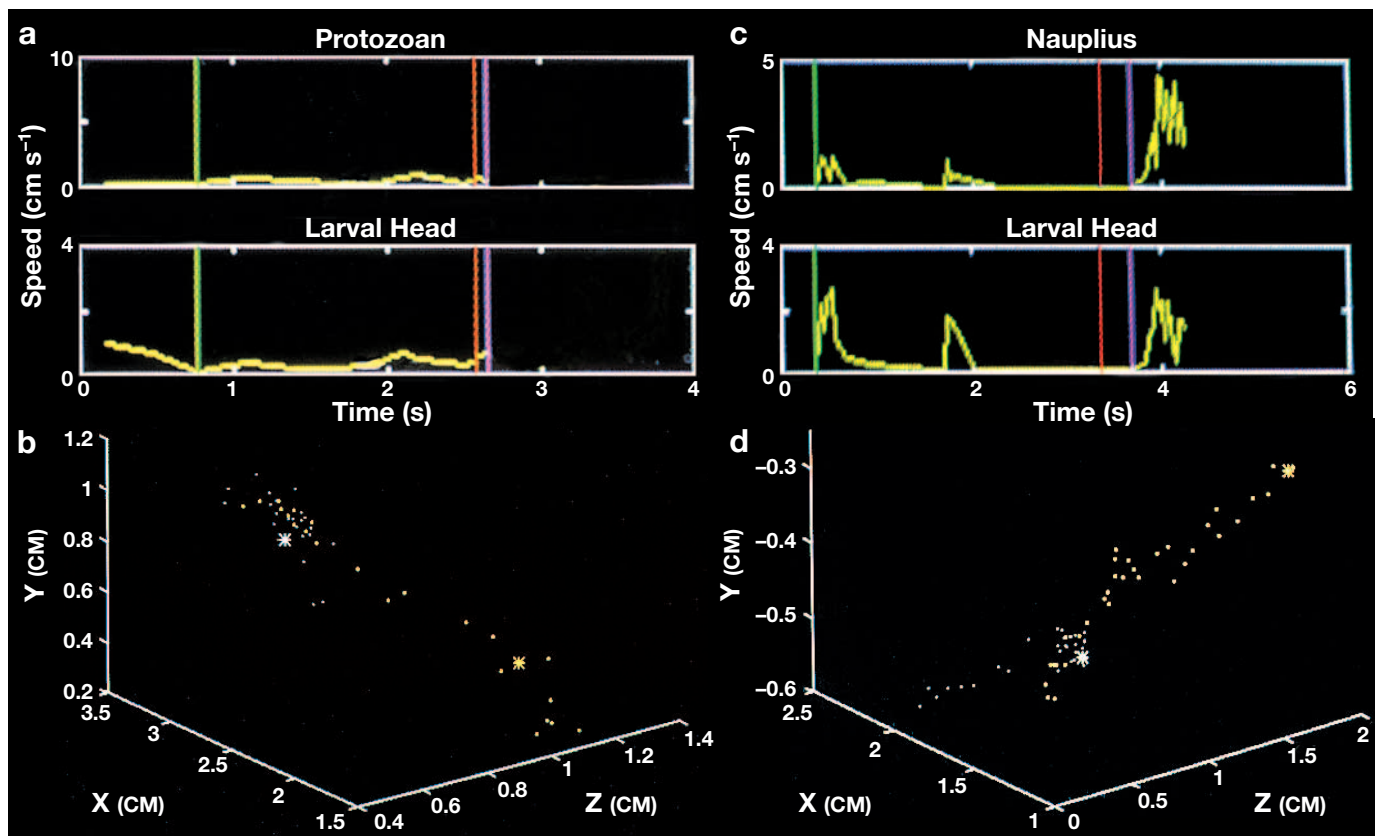 a
Protozoan
10
0
Larval Head
4
0
Speed (cm s⁻¹)
0 1 2 3 4
Time (s)
c
Nauplius
5
0
Larval Head
4
0
Speed (cm s⁻¹)
0 2 4 6
Time (s)
b
1.2
1
0.8
0.6
0.4
0.2
Y (CM)
3.5
3
2.5
2
1.5
X (CM)
0.4
0.6
0.8
1
1.2
1.4
Z (CM)
d
−0.3
−0.4
−0.5
−0.6
Y (CM)
2.5
2
1.5
1
X (CM)
0
0.5
1
1.5
2
Z (CM)